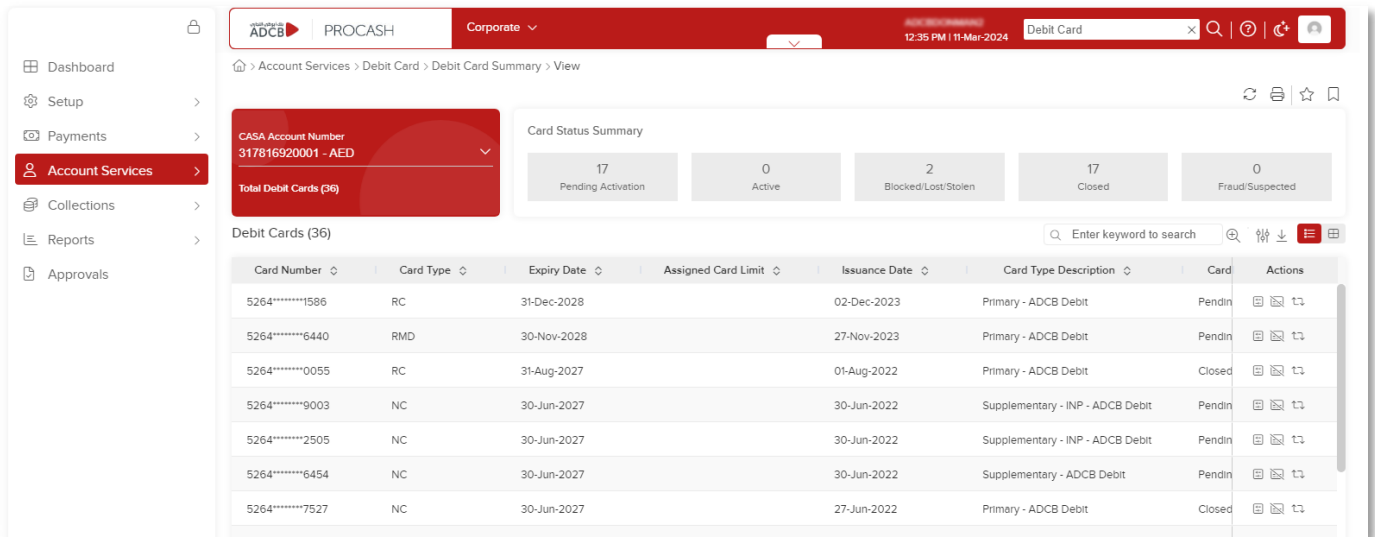 ADCB
PROCASH
Corporate
12:35 PM | 11-Mar-2024
Debit Card
Dashboard
Setup
Payments
Account Services
Collections
Reports
Approvals
> Account Services > Debit Card > Debit Card Summary > View
CASA Account Number
317816920001 - AED
Total Debit Cards (36)
Card Status Summary
17
Pending Activation
0
Active
2
Blocked/Lost/Stolen
17
Closed
0
Fraud/Suspected
Debit Cards (36)
Enter keyword to search
Card Number Card Type Expiry Date Assigned Card Limit Issuance Date Card Type Description Card Actions
5264********1586 RC 31-Dec-2028 02-Dec-2023 Primary - ADCB Debit Pendin
5264********6440 RMD 30-Nov-2028 27-Nov-2023 Primary - ADCB Debit Pendin
5264********0055 RC 31-Aug-2027 01-Aug-2022 Primary - ADCB Debit Closed
5264********9003 NC 30-Jun-2027 30-Jun-2022 Supplementary - INP - ADCB Debit Pendin
5264********2505 NC 30-Jun-2027 30-Jun-2022 Supplementary - INP - ADCB Debit Pendin
5264********6454 NC 30-Jun-2027 30-Jun-2022 Supplementary - ADCB Debit Pendin
5264********7527 NC 30-Jun-2027 27-Jun-2022 Primary - ADCB Debit Closed